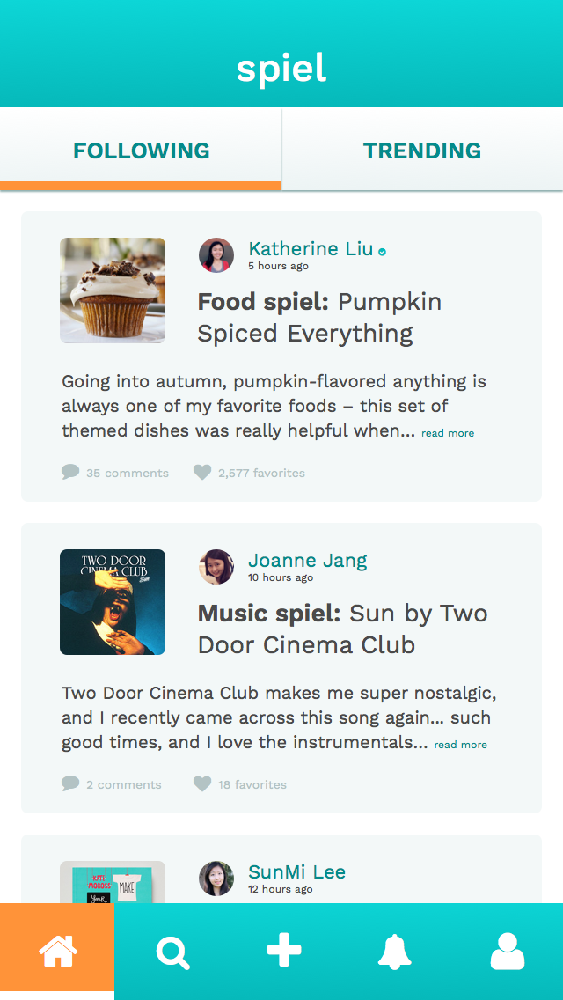 spiel
FOLLOWING
TRENDING
Katherine Liu
5 hours ago
Food spiel: Pumpkin
Spiced Everything
Going into autumn, pumpkin-flavored anything is
always one of my favorite foods – this set of
themed dishes was really helpful when... read more
35 comments
2,577 favorites
TWO DOOR
CINEMA CLUB
Sun
Joanne Jang
10 hours ago
Music spiel: Sun by Two
Door Cinema Club
Two Door Cinema Club makes me super nostalgic,
and I recently came across this song again... such
good times, and I love the instrumentals... read more
2 comments
18 favorites
KATE
MOROSS
MAKE
YOUR
SunMi Lee
12 hours ago